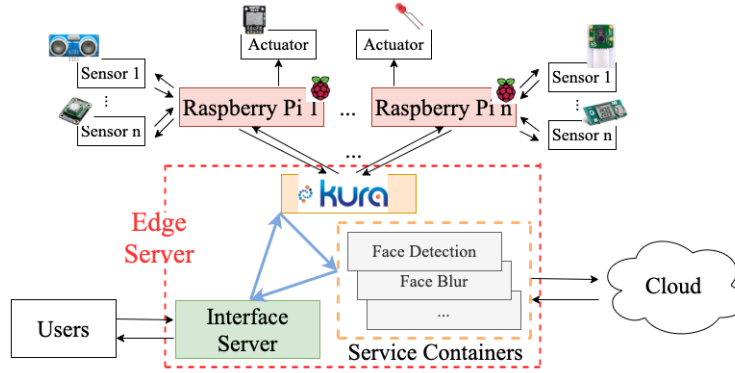 Actuator
Actuator
Sensor 1
...
Sensor n
Raspberry Pi 1
...
Raspberry Pi n
Sensor 1
...
Sensor n
...
kura
Edge
Server
Face Detection
Face Blur
...
Cloud
Users
Interface
Server
Service Containers